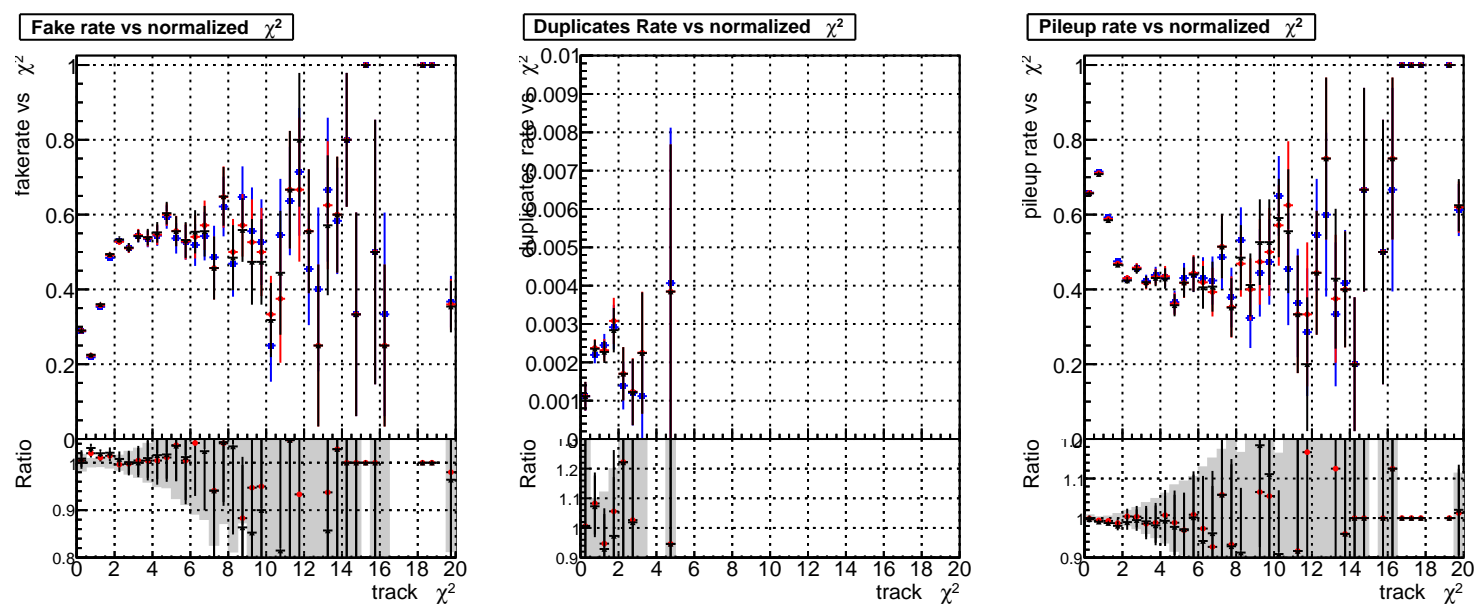 Fake rate vs normalized χ²
fakerate vs χ²
1
0.8
0.6
0.4
0.2
0
Ratio
1
0.9
0.8
0 2 4 6 8 10 12 14 16 18 20
track χ²
Duplicates Rate vs normalized χ²
duplicates rate vs χ²
0.01
0.009
0.008
0.007
0.006
0.005
0.004
0.003
0.002
0.001
0
Ratio
1.2
1.1
1
0.9
0 2 4 6 8 10 12 14 16 18 20
track χ²
Pileup rate vs normalized χ²
pileup rate vs χ²
1
0.8
0.6
0.4
0.2
0
Ratio
1.1
1
0.9
0 2 4 6 8 10 12 14 16 18 20
track χ²